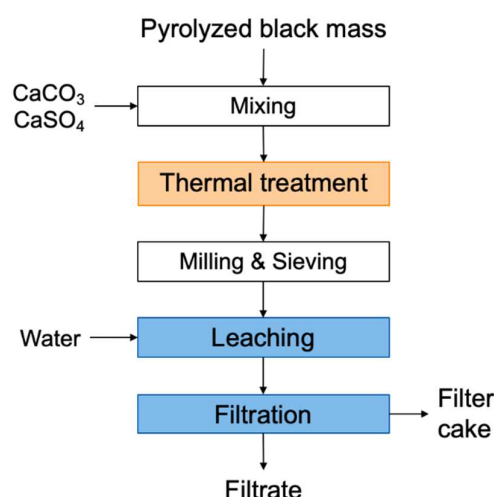 Pyrolyzed black mass
CaCO₃
CaSO₄
Mixing
Thermal treatment
Milling & Sieving
Water
Leaching
Filtration
Filter
cake
Filtrate